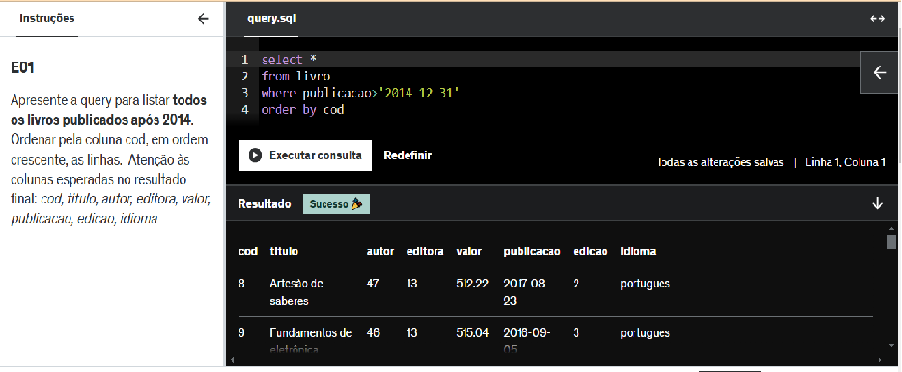 Instruções
E01
Apresente a query para listar todos
os livros publicados após 2014.
Ordenar pela coluna cod, em ordem
crescente, as linhas. Atenção às
colunas esperadas no resultado
final: cod, titulo, autor, editora, valor,
publicacao, edicao, idioma
query.sql
1 select *
2 from livro
3 where publicacao>'2014-12-31'
4 order by cod
Executar consulta Redefinir
Todas as alterações salvas | Linha 1, Coluna 1
Resultado Sucesso
cod titulo autor editora valor publicacao edicao idioma
8 Artesão de saberes 47 13 512.22 2017-08-23 2 portugues
9 Fundamentos de eletrônica 46 13 515.04 2016-09-05 3 portugues